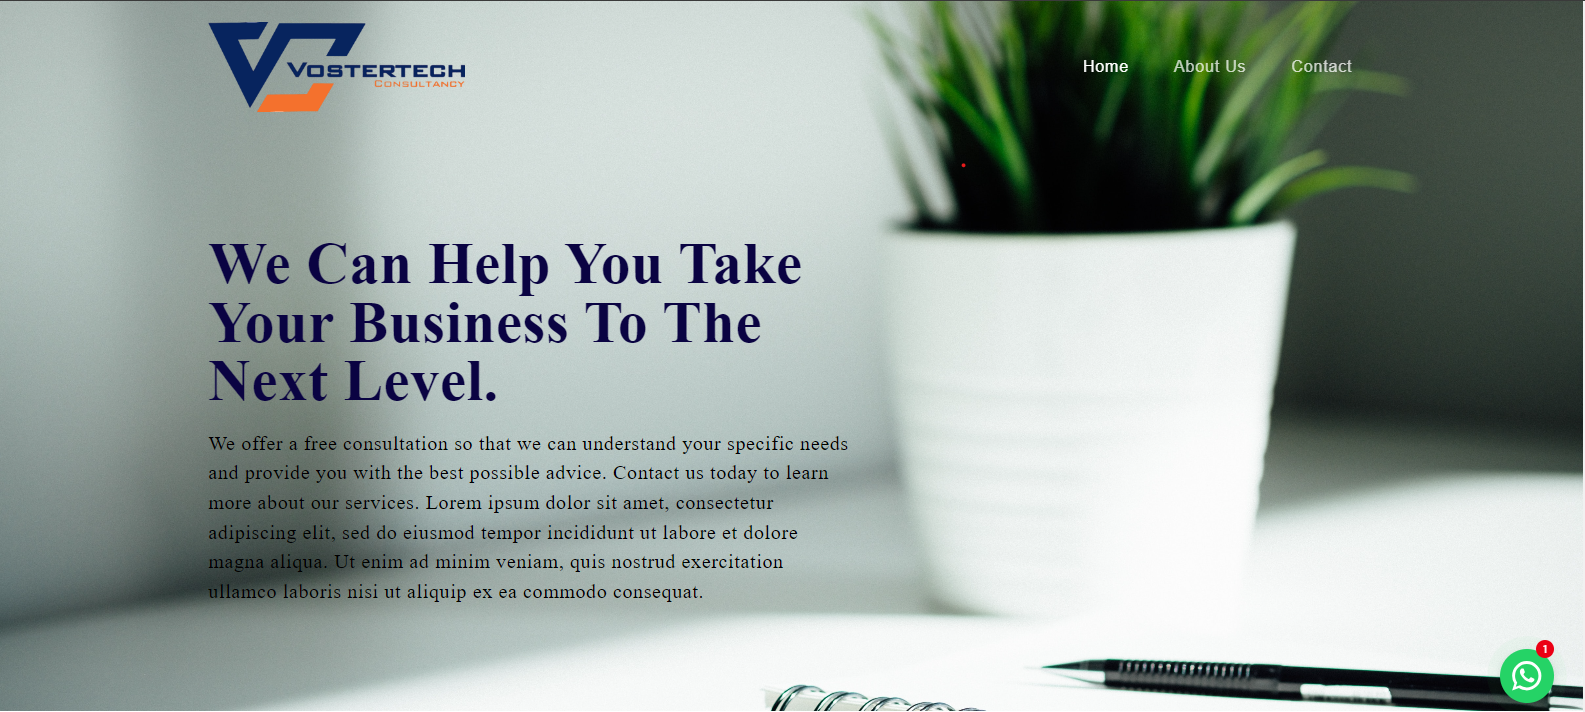 VOSTERTECH
CONSULTANCY
Home About Us Contact
We Can Help You Take
Your Business To The
Next Level.
We offer a free consultation so that we can understand your specific needs
and provide you with the best possible advice. Contact us today to learn
more about our services. Lorem ipsum dolor sit amet, consectetur
adipiscing elit, sed do eiusmod tempor incididunt ut labore et dolore
magna aliqua. Ut enim ad minim veniam, quis nostrud exercitation
ullamco laboris nisi ut aliquip ex ea commodo consequat.
1